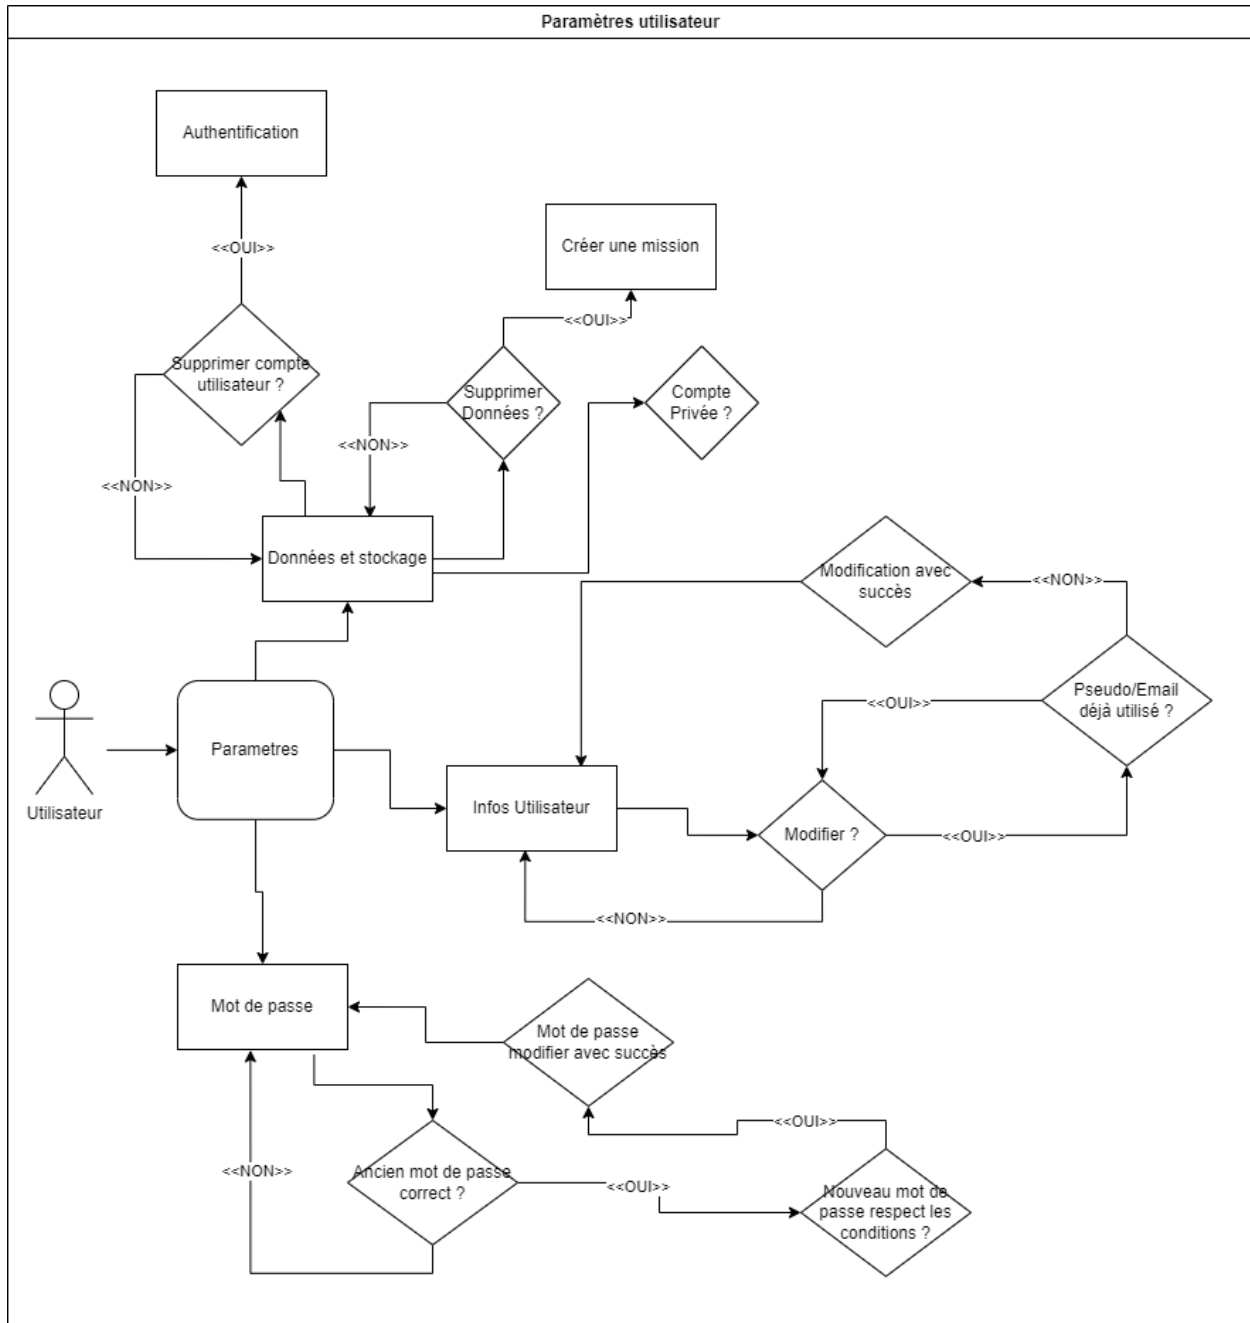 Paramètres utilisateur
Authentification
<<OUI>>
Créer une mission
<<OUI>>
Supprimer compte
utilisateur ?
Supprimer
Données ?
Compte
Privée ?
<<NON>>
<<NON>>
Données et stockage
Modification avec
succès
<<NON>>
Pseudo/Email
déjà utilisé ?
<<OUI>>
Parametres
Utilisateur
Infos Utilisateur
Modifier ?
<<OUI>>
<<NON>>
Mot de passe
Mot de passe
modifier avec succès
<<OUI>>
<<NON>>
Ancien mot de passe
correct ?
<<OUI>>
Nouveau mot de
passe respect les
conditions ?